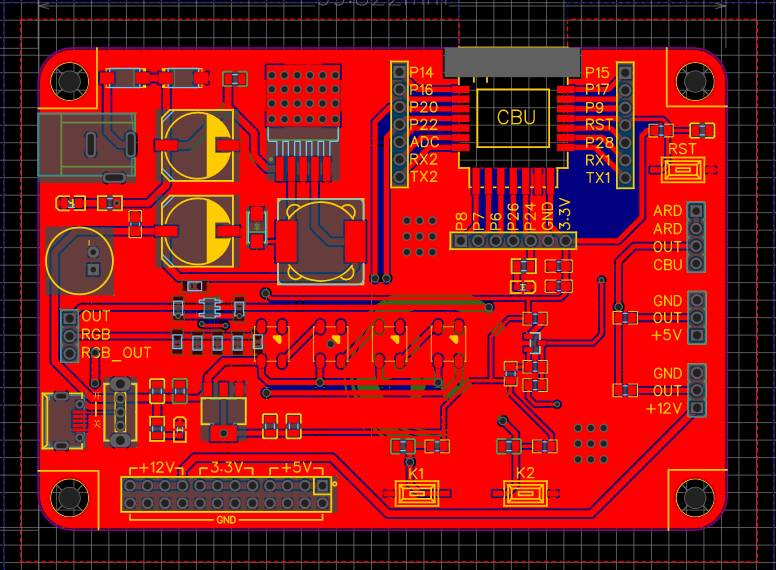 P14
P16
P20
P22
ADC
RX2
TX2
CBU
P15
P17
P9
RST
P28
RX1
TX1
RST
P8
P7
P6
P26
P24
GND
3.3V
ARD
ARD
OUT
CBU
GND
OUT
+5V
GND
OUT
+12V
OUT
RGB
RGB_OUT
关
+12V
3.3V
+5V
GND
K1
K2